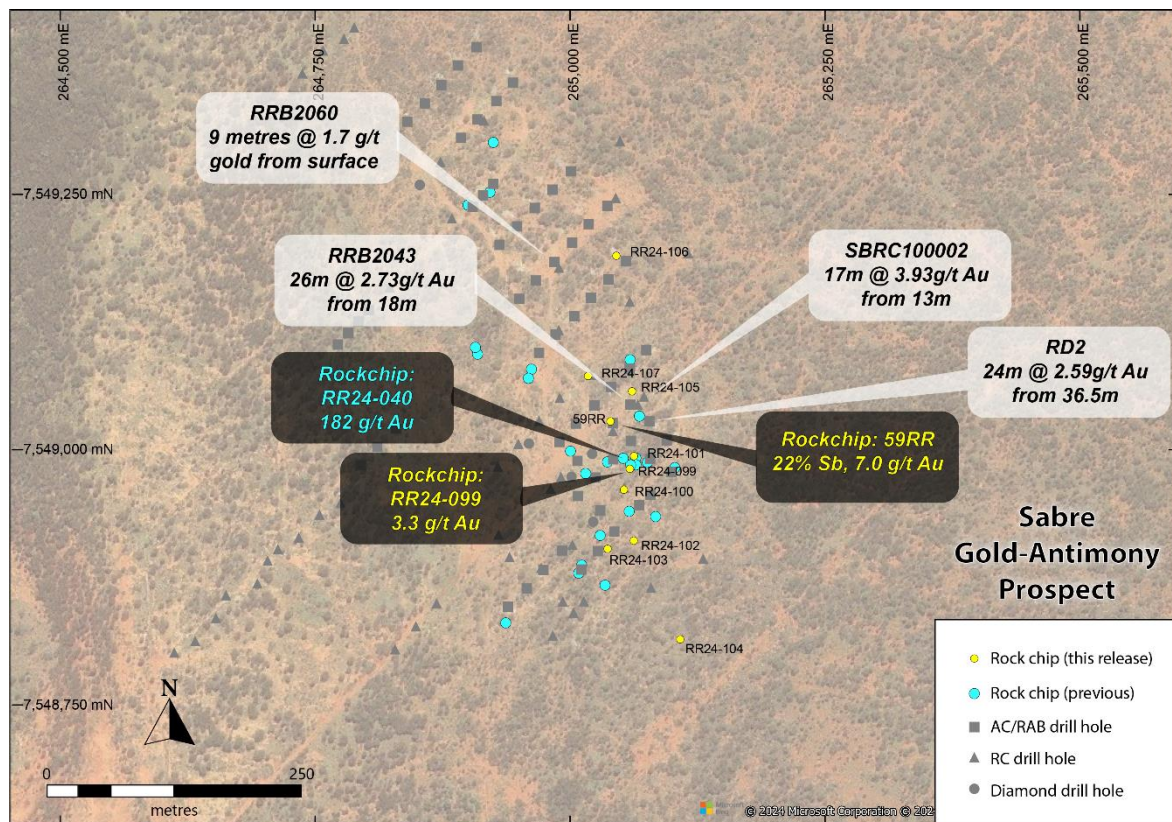 264,500 mE
264,750 mE
265,000 mE
265,250 mE
265,500 mE
RRB2060
9 metres @ 1.7 g/t
gold from surface
7,549,250 mN
RR24-106
RRB2043
26m @ 2.73g/t Au
from 18m
SBRC100002
17m @ 3.93g/t Au
from 13m
RD2
24m @ 2.59g/t Au
from 36.5m
Rockchip:
RR24-040
182 g/t Au
RR24-107
RR24-105
59RR
7,549,000 mN
Rockchip: 59RR
22% Sb, 7.0 g/t Au
RR24-101
RR24-099
RR24-100
Rockchip:
RR24-099
3.3 g/t Au
RR24-102
RR24-103
RR24-104
Sabre
Gold-Antimony
Prospect
7,548,750 mN
N
0
250
metres
Rock chip (this release)
Rock chip (previous)
AC/RAB drill hole
RC drill hole
Diamond drill hole
Microsoft
Bing
© 2024 Microsoft Corporation © 202